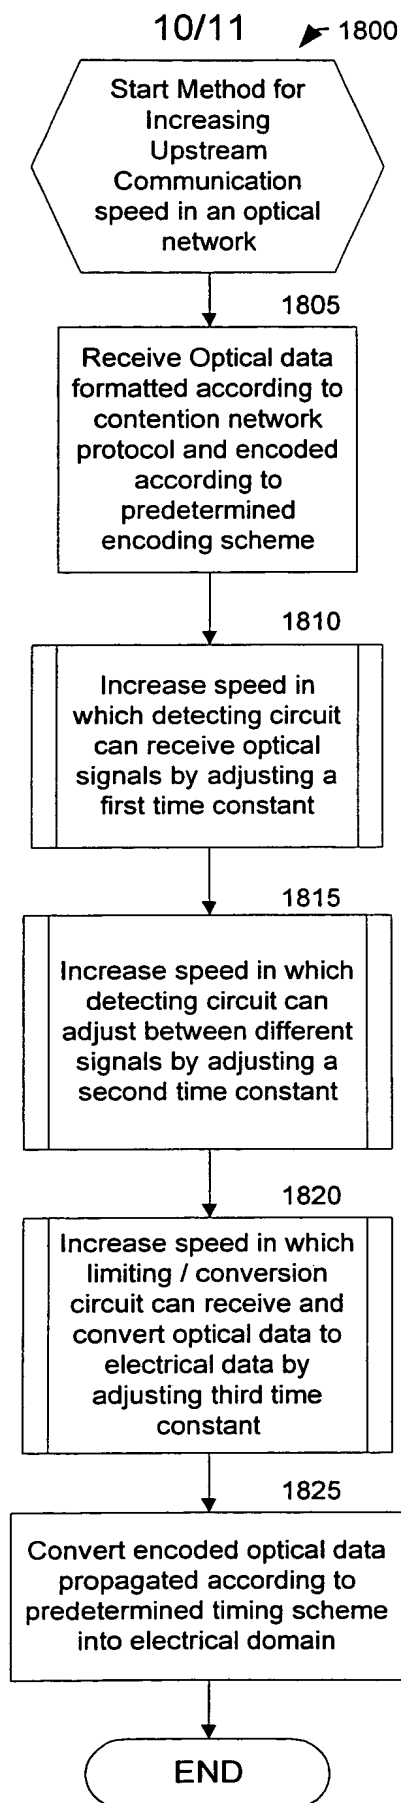 10/11
1800
Start Method for
Increasing
Upstream
Communication
speed in an optical
network
1805
Receive Optical data
formatted according to
contention network
protocol and encoded
according to
predetermined
encoding scheme
1810
Increase speed in
which detecting circuit
can receive optical
signals by adjusting a
first time constant
1815
Increase speed in which
detecting circuit can
adjust between different
signals by adjusting a
second time constant
1820
Increase speed in which
limiting / conversion
circuit can receive and
convert optical data to
electrical data by
adjusting third time
constant
1825
Convert encoded optical data
propagated according to
predetermined timing scheme
into electrical domain
END